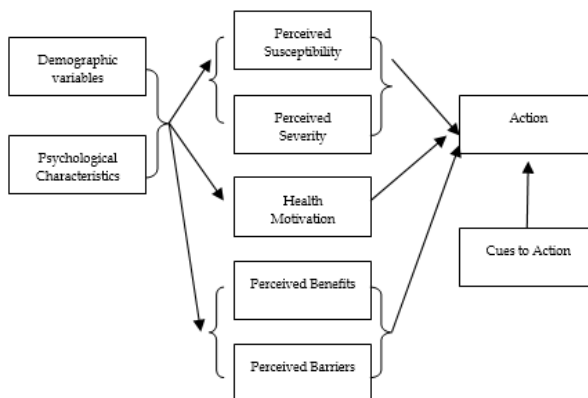 Demographic
variables
Psychological
Characteristics
Perceived
Susceptibility
Perceived
Severity
Health
Motivation
Perceived Benefits
Perceived Barriers
Action
Cues to Action